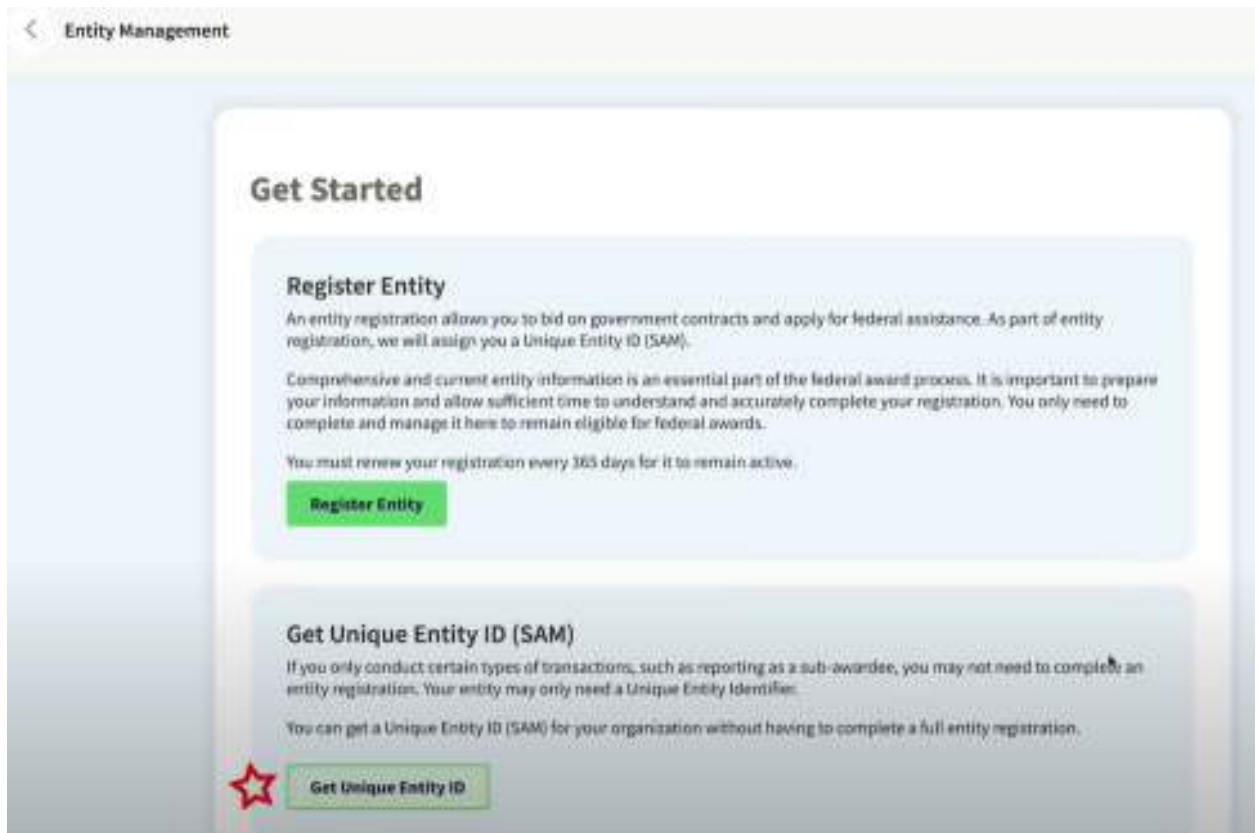 Entity Management
Get Started
Register Entity
An entity registration allows you to bid on government contracts and apply for federal assistance. As part of entity
registration, we will assign you a Unique Entity ID (SAM).
Comprehensive and current entity information is an essential part of the federal award process. It is important to prepare
your information and allow sufficient time to understand and accurately complete your registration. You only need to
complete and manage it here to remain eligible for federal awards.
You must renew your registration every 365 days for it to remain active.
Register Entity
Get Unique Entity ID (SAM)
If you only conduct certain types of transactions, such as reporting as a sub-awardee, you may not need to complete an
entity registration. Your entity may only need a Unique Entity Identifier.
You can get a Unique Entity ID (SAM) for your organization without having to complete a full entity registration.
Get Unique Entity ID